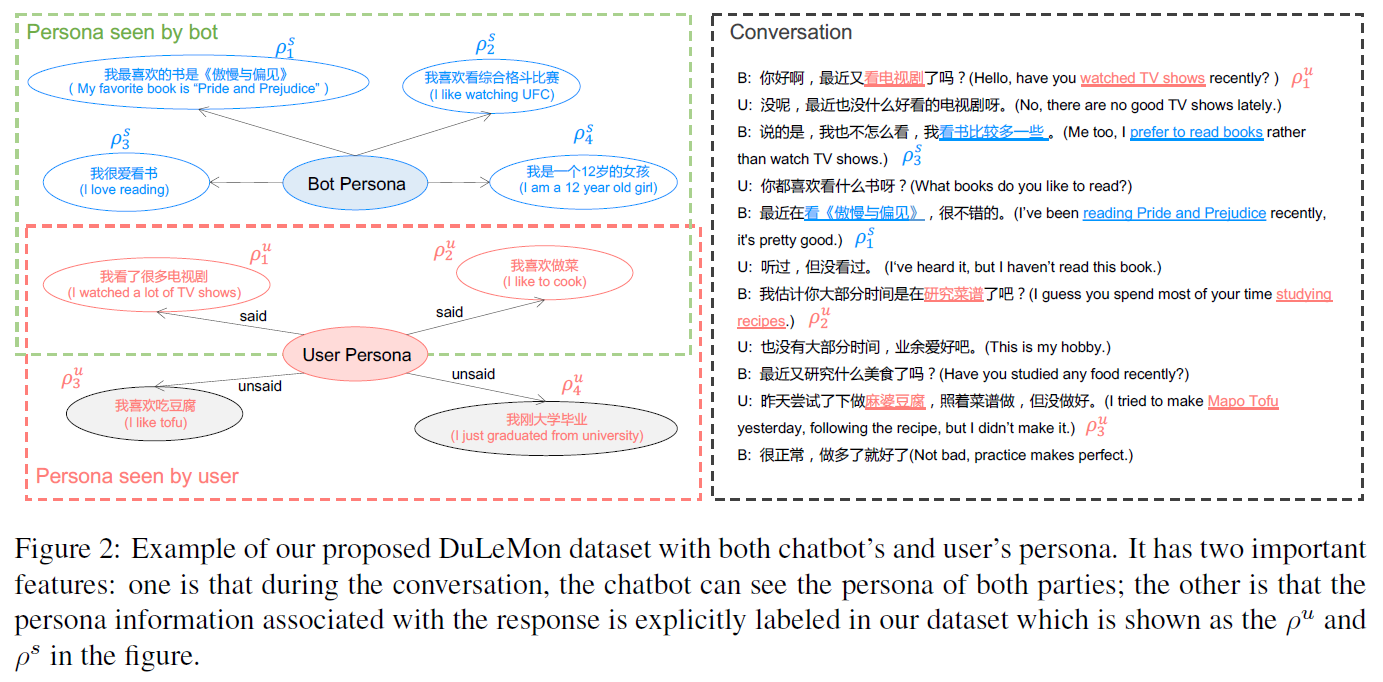 Persona seen by bot
ρ₁ˢ
我最喜欢的书是《傲慢与偏见》
( My favorite book is “Pride and Prejudice” )
ρ₂ˢ
我喜欢看综合格斗比赛
(I like watching UFC)
ρ₃ˢ
我很爱看书
(I love reading)
Bot Persona
ρ₄ˢ
我是一个12岁的女孩
(I am a 12 year old girl)
ρ₁ᵘ
我看了很多电视剧
(I watched a lot of TV shows)
ρ₂ᵘ
我喜欢做菜
(I like to cook)
said
said
User Persona
unsaid
unsaid
ρ₃ᵘ
我喜欢吃豆腐
(I like tofu)
ρ₄ᵘ
我刚大学毕业
(I just graduated from university)
Persona seen by user
Conversation
B: 你好啊，最近又看电视剧了吗？(Hello, have you watched TV shows recently? ) ρ₁ᵘ
U: 没呢，最近也没什么好看的电视剧呀。(No, there are no good TV shows lately.)
B: 说的是，我也不怎么看，我看书比较多一些 。(Me too, I prefer to read books rather
than watch TV shows.) ρ₃ˢ
U: 你都喜欢看什么书呀？(What books do you like to read?)
B: 最近在看《傲慢与偏见》，很不错的。(I’ve been reading Pride and Prejudice recently,
it's pretty good.) ρ₁ˢ
U: 听过，但没看过。 (I‘ve heard it, but I haven’t read this book.)
B: 我估计你大部分时间是在研究菜谱了吧？(I guess you spend most of your time studying
recipes.) ρ₂ᵘ
U: 也没有大部分时间，业余爱好吧。(This is my hobby.)
B: 最近又研究什么美食了吗？(Have you studied any food recently?)
U: 昨天尝试了下做麻婆豆腐，照着菜谱做，但没做好。(I tried to make Mapo Tofu
yesterday, following the recipe, but I didn’t make it.) ρ₃ᵘ
B: 很正常，做多了就好了(Not bad, practice makes perfect.)
Figure 2: Example of our proposed DuLeMon dataset with both chatbot’s and user’s persona. It has two important
features: one is that during the conversation, the chatbot can see the persona of both parties; the other is that the
persona information associated with the response is explicitly labeled in our dataset which is shown as the ρᵘ and
ρˢ in the figure.